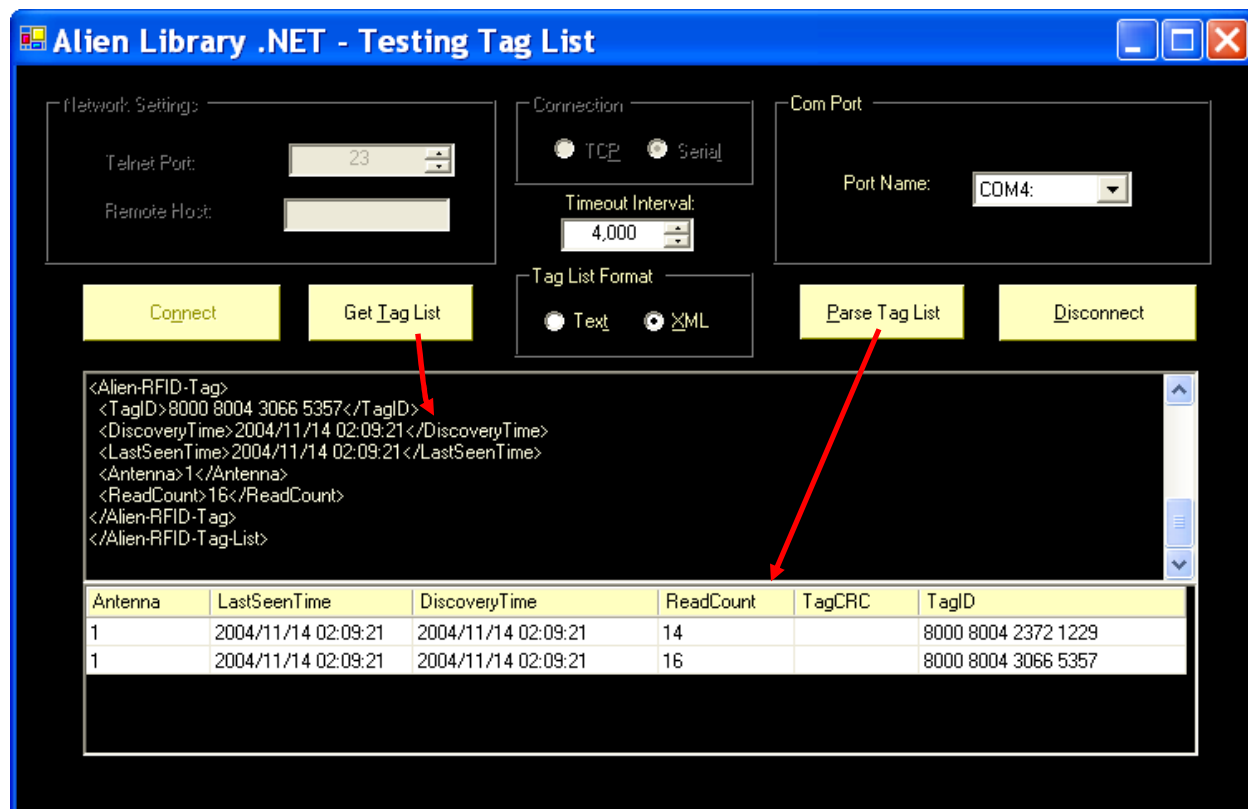 Alien Library .NET - Testing Tag List
Network Settings
Connection
Com Port
Telnet Port:
23
TCP
Serial
Port Name:
COM4:
Remote Host:
Timeout Interval:
4,000
Tag List Format
Connect
Get Tag List
Text
XML
Parse Tag List
Disconnect
<Alien-RFID-Tag>
<TagID>8000 8004 3066 5357</TagID>
<DiscoveryTime>2004/11/14 02:09:21</DiscoveryTime>
<LastSeenTime>2004/11/14 02:09:21</LastSeenTime>
<Antenna>1</Antenna>
<ReadCount>16</ReadCount>
</Alien-RFID-Tag>
</Alien-RFID-Tag-List>
Antenna LastSeenTime DiscoveryTime ReadCount TagCRC TagID
1 2004/11/14 02:09:21 2004/11/14 02:09:21 14 8000 8004 2372 1229
1 2004/11/14 02:09:21 2004/11/14 02:09:21 16 8000 8004 3066 5357